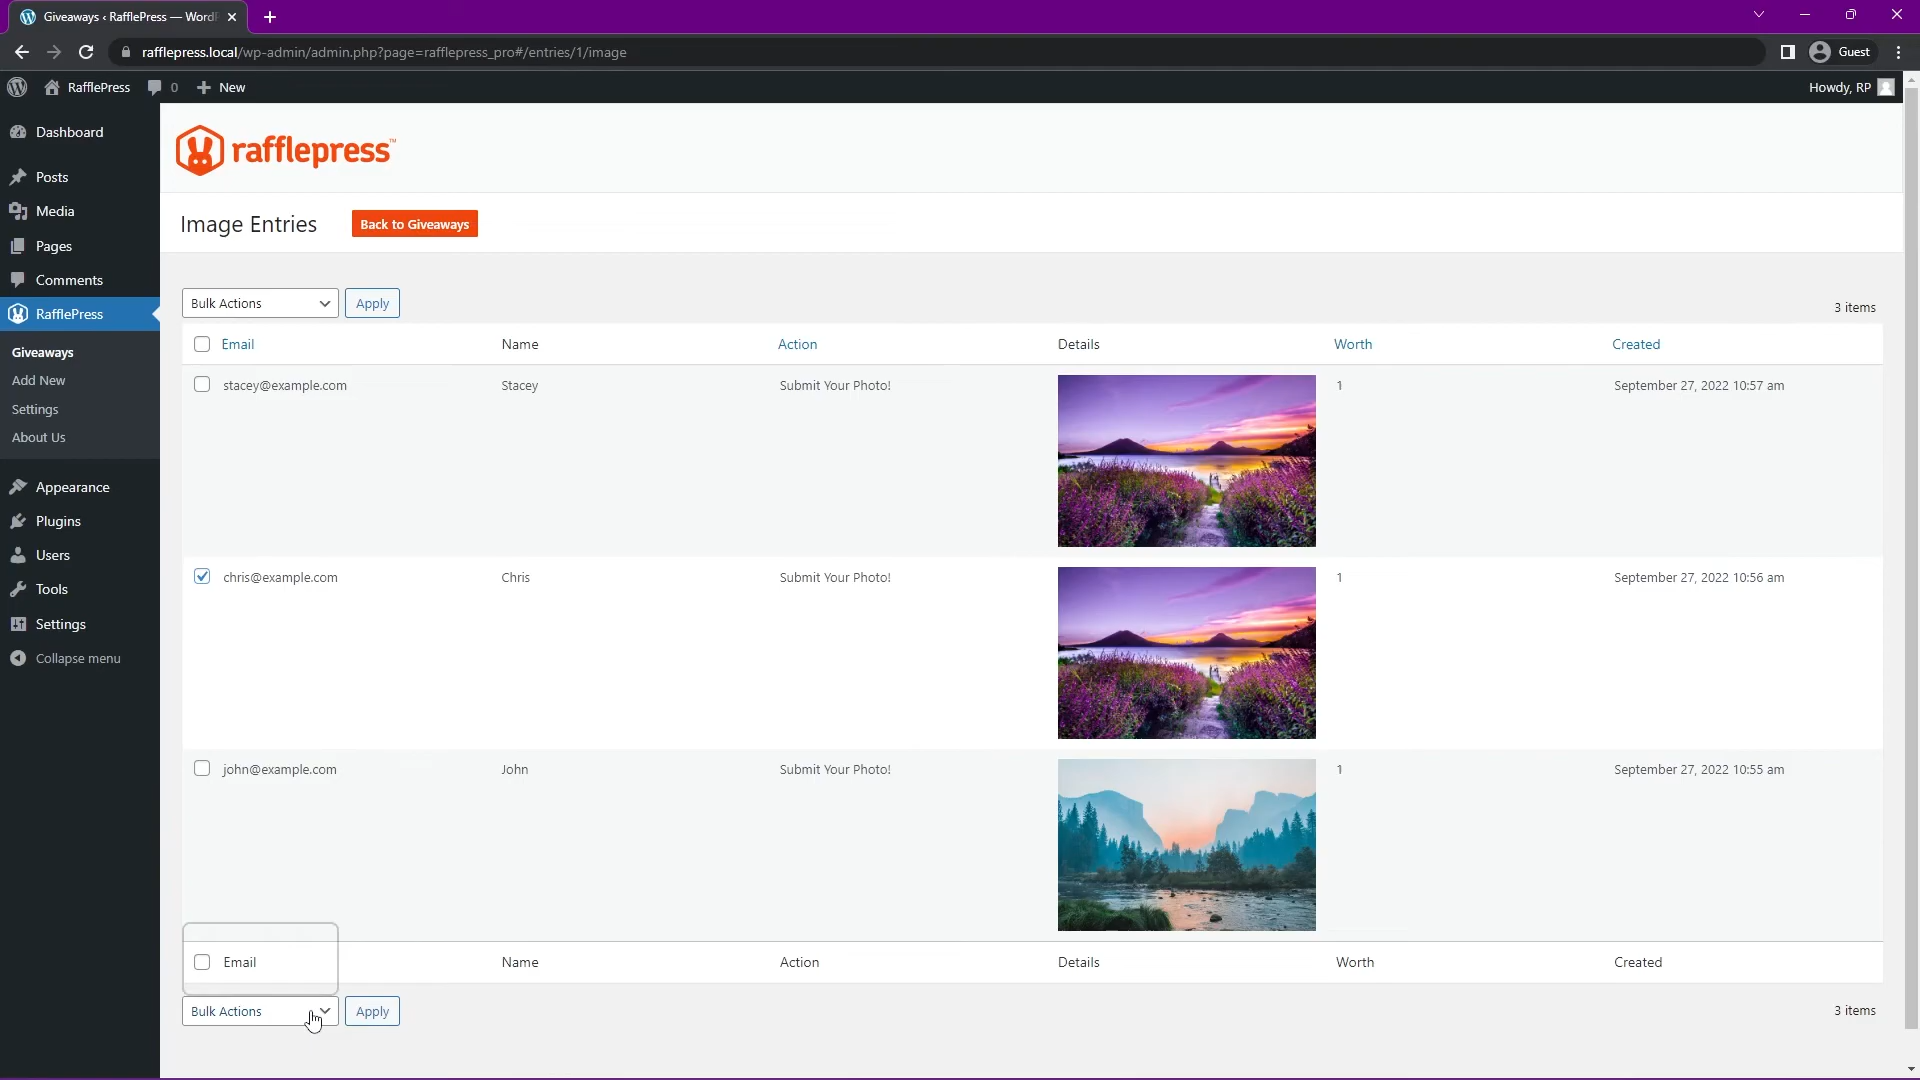 Giveaways ‹ RafflePress — WordP
rafflepress.local/wp-admin/admin.php?page=rafflepress_pro#/entries/1/image
Guest
RafflePress
0
New
Howdy, RP
Dashboard
Posts
Media
Pages
Comments
RafflePress
Giveaways
Add New
Settings
About Us
Appearance
Plugins
Users
Tools
Settings
Collapse menu
rafflepress™
Image Entries
Back to Giveaways
Bulk Actions
Apply
3 items
Email Name Action Details Worth Created
stacey@example.com Stacey Submit Your Photo! 1 September 27, 2022 10:57 am
chris@example.com Chris Submit Your Photo! 1 September 27, 2022 10:56 am
john@example.com John Submit Your Photo! 1 September 27, 2022 10:55 am
Email Name Action Details Worth Created
Bulk Actions
Apply
3 items